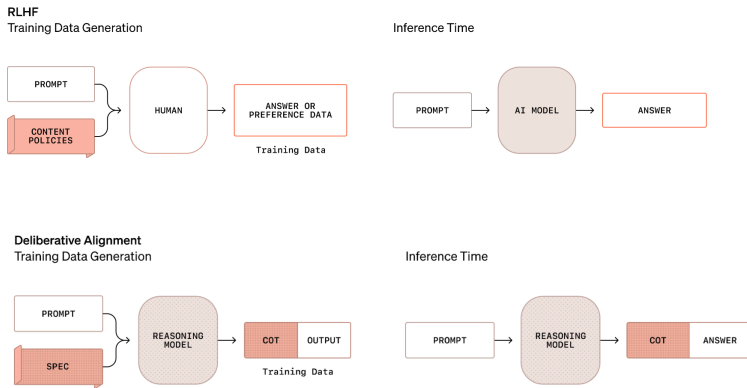 RLHF
Training Data Generation
Inference Time
PROMPT
CONTENT
POLICIES
HUMAN
ANSWER OR
PREFERENCE DATA
Training Data
PROMPT
AI MODEL
ANSWER
Deliberative Alignment
Training Data Generation
Inference Time
PROMPT
SPEC
REASONING
MODEL
COT
OUTPUT
Training Data
PROMPT
REASONING
MODEL
COT
ANSWER